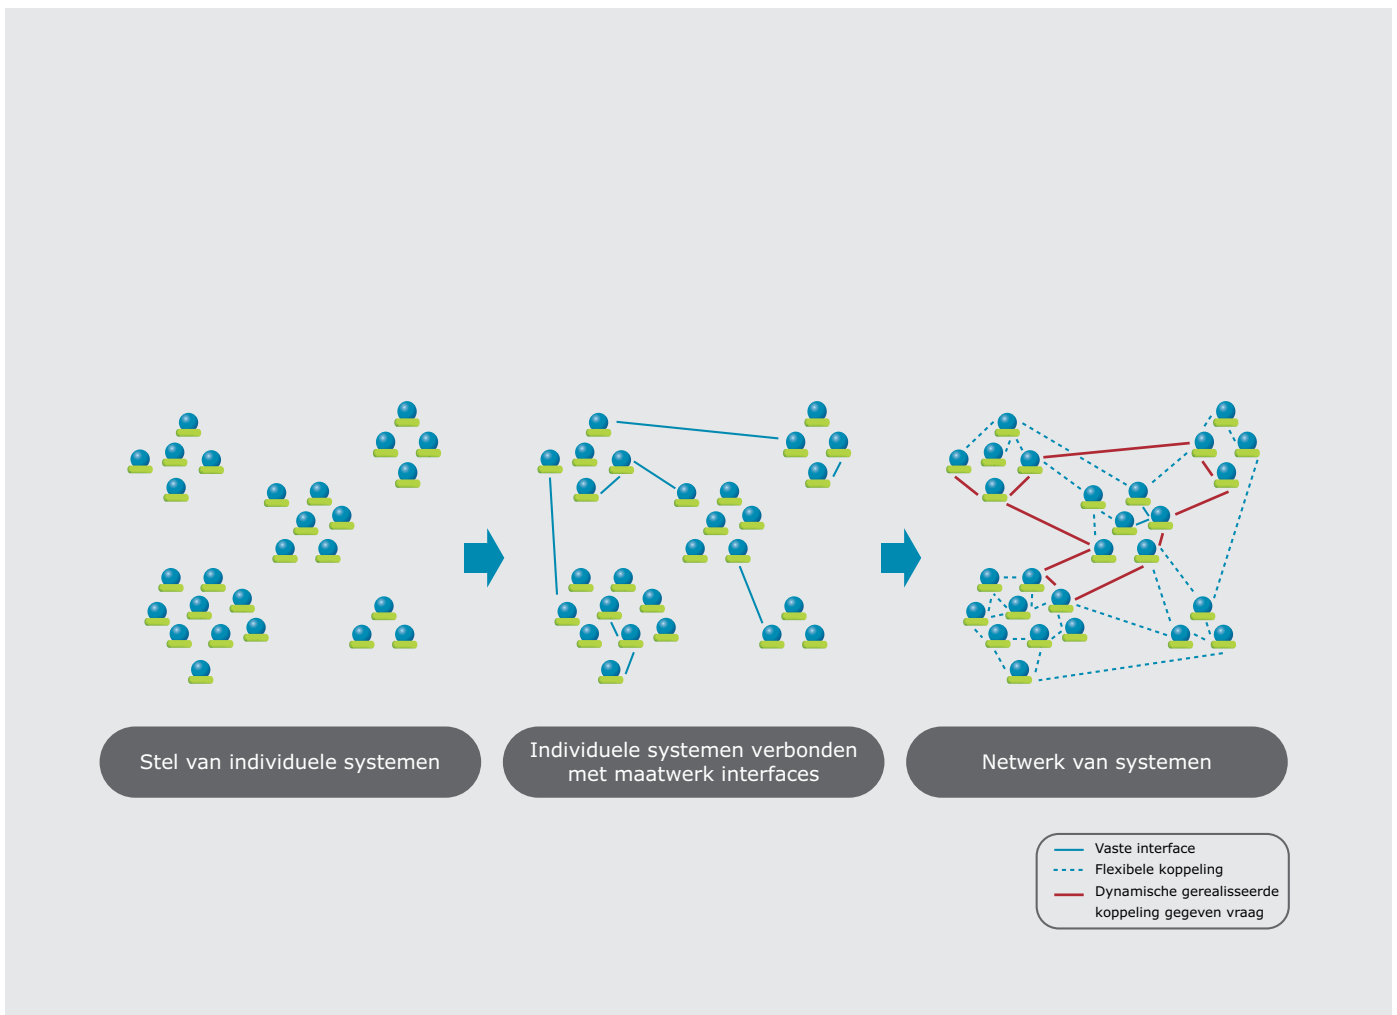 Stel van individuele systemen
Individuele systemen verbonden
met maatwerk interfaces
Netwerk van systemen
Vaste interface
Flexibele koppeling
Dynamische gerealisseerde
koppeling gegeven vraag